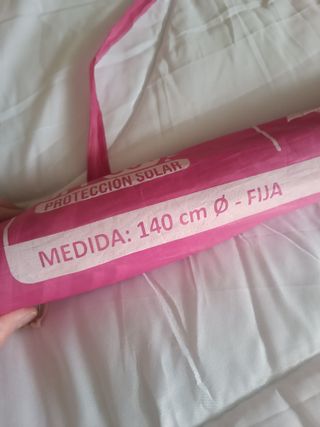 PROTECCION SOLAR
MEDIDA: 140 cm Ø - FIJA